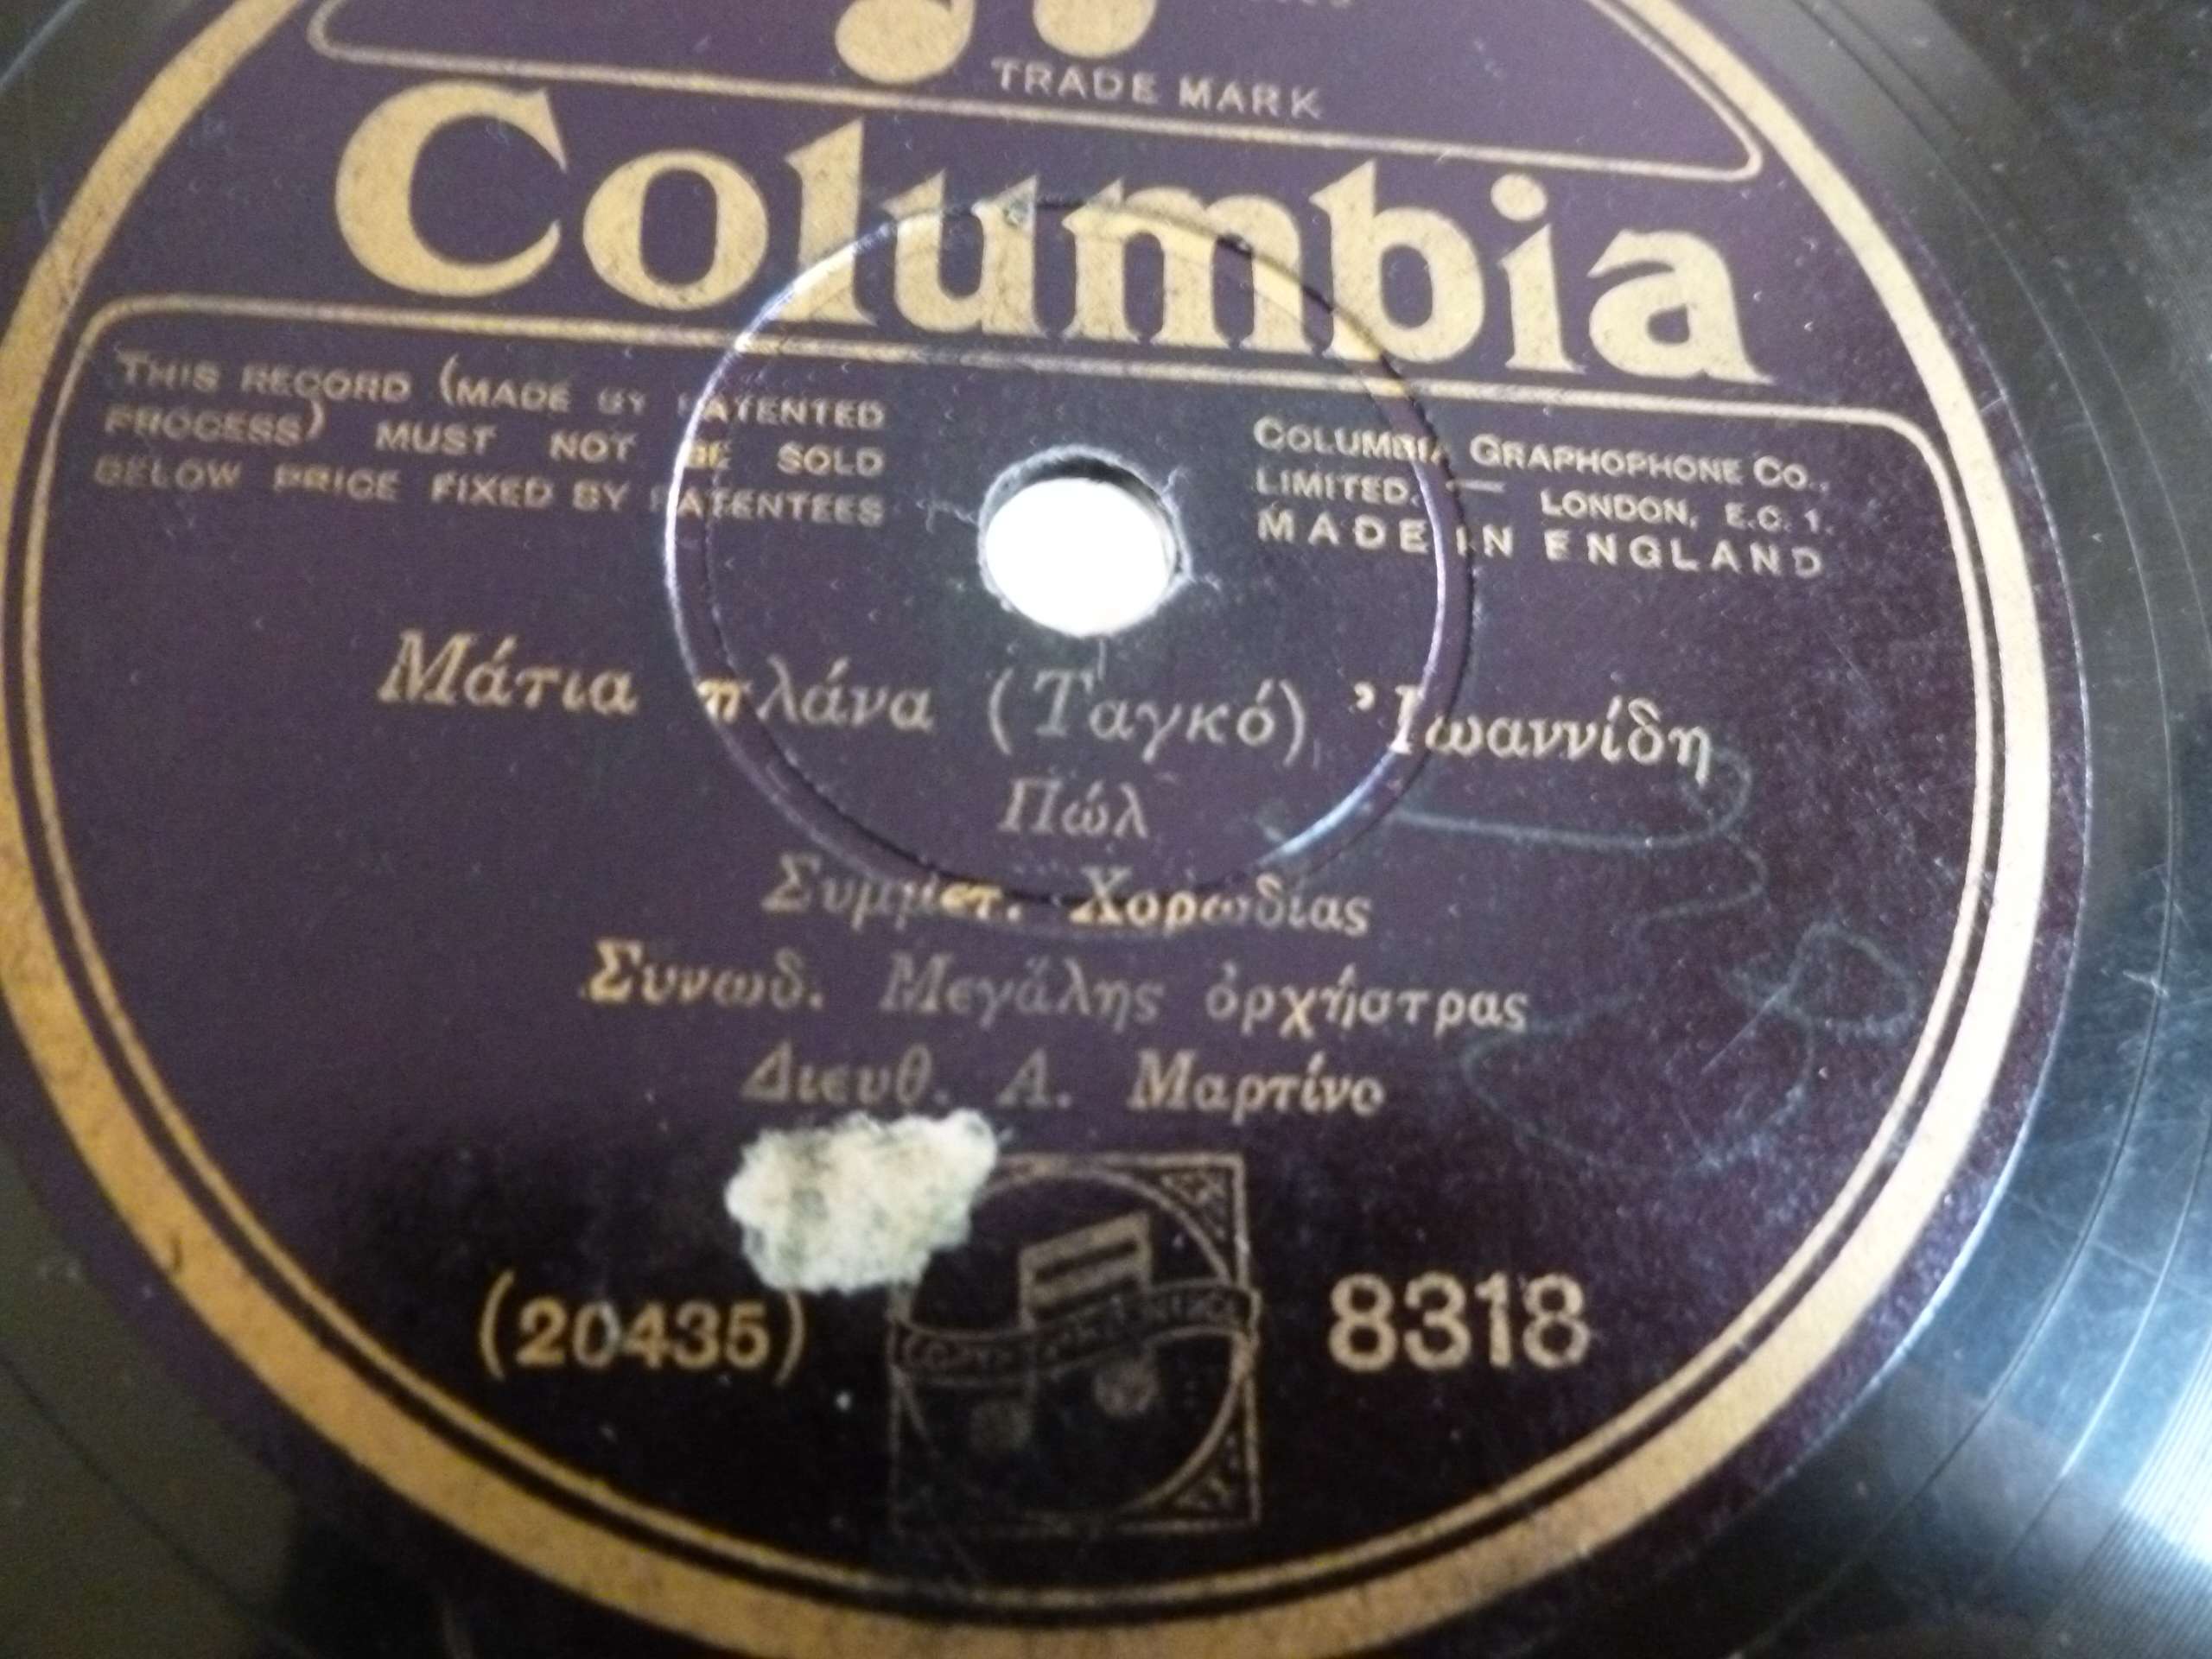 TRADE MARK
Columbia
THIS RECORD (MADE BY PATENTED
PROCESS) MUST NOT BE SOLD
BELOW PRICE FIXED BY PATENTEES
COLUMBIA GRAPHOPHONE CO.,
LIMITED. — LONDON, E.C. 1.
MADE IN ENGLAND
Μάτια πλάνα (Ταγκό) Ἰωαννίδη
Πώλ
Συμμετ. Χορωδίας
Συνωδ. Μεγάλης ὀρχήστρας
Διευθ. Α. Μαρτίνο
(20435)
8318